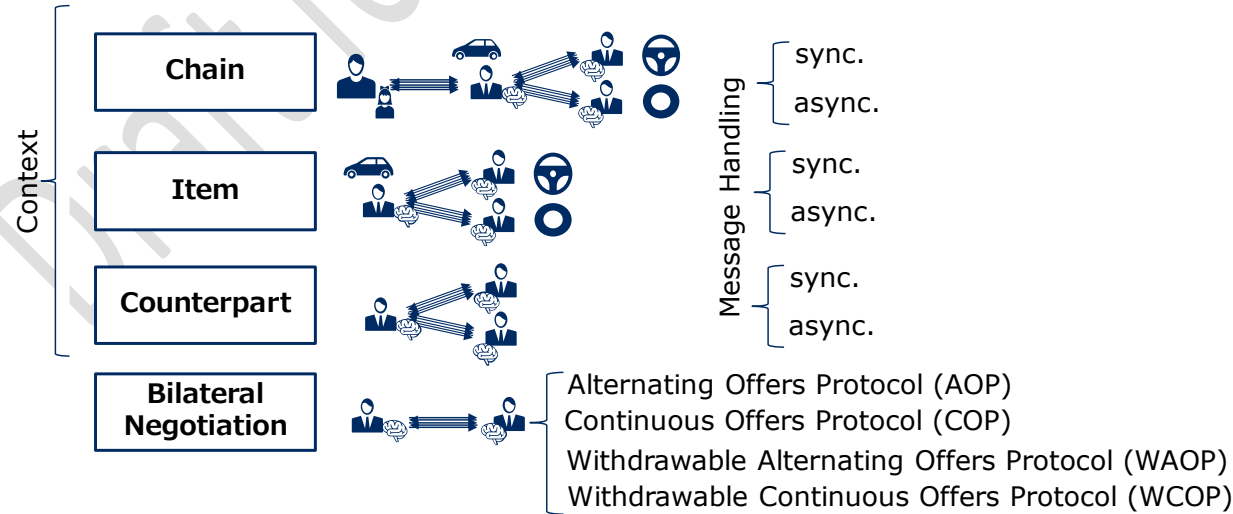 Draft
Context
Chain
Item
Counterpart
Bilateral
Negotiation
Message Handling
sync.
async.
sync.
async.
sync.
async.
Alternating Offers Protocol (AOP)
Continuous Offers Protocol (COP)
Withdrawable Alternating Offers Protocol (WAOP)
Withdrawable Continuous Offers Protocol (WCOP)